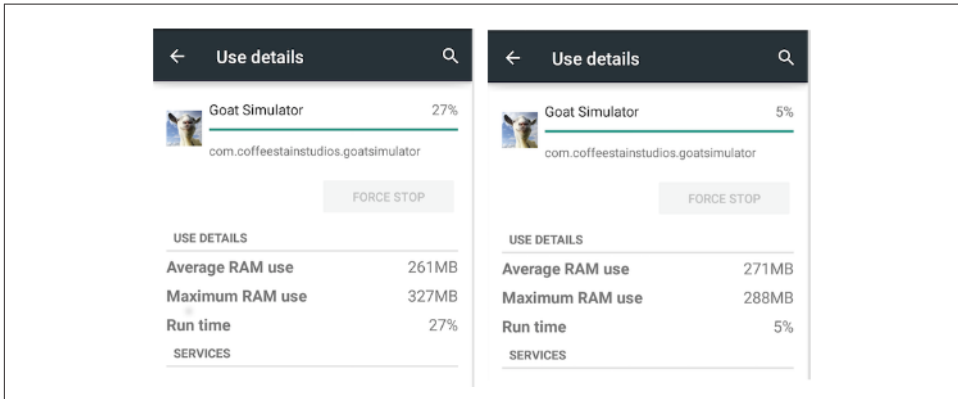 Use details
Goat Simulator 27%
com.coffeestainstudios.goatsimulator
FORCE STOP
USE DETAILS
Average RAM use 261MB
Maximum RAM use 327MB
Run time 27%
SERVICES
Use details
Goat Simulator 5%
com.coffeestainstudios.goatsimulator
FORCE STOP
USE DETAILS
Average RAM use 271MB
Maximum RAM use 288MB
Run time 5%
SERVICES